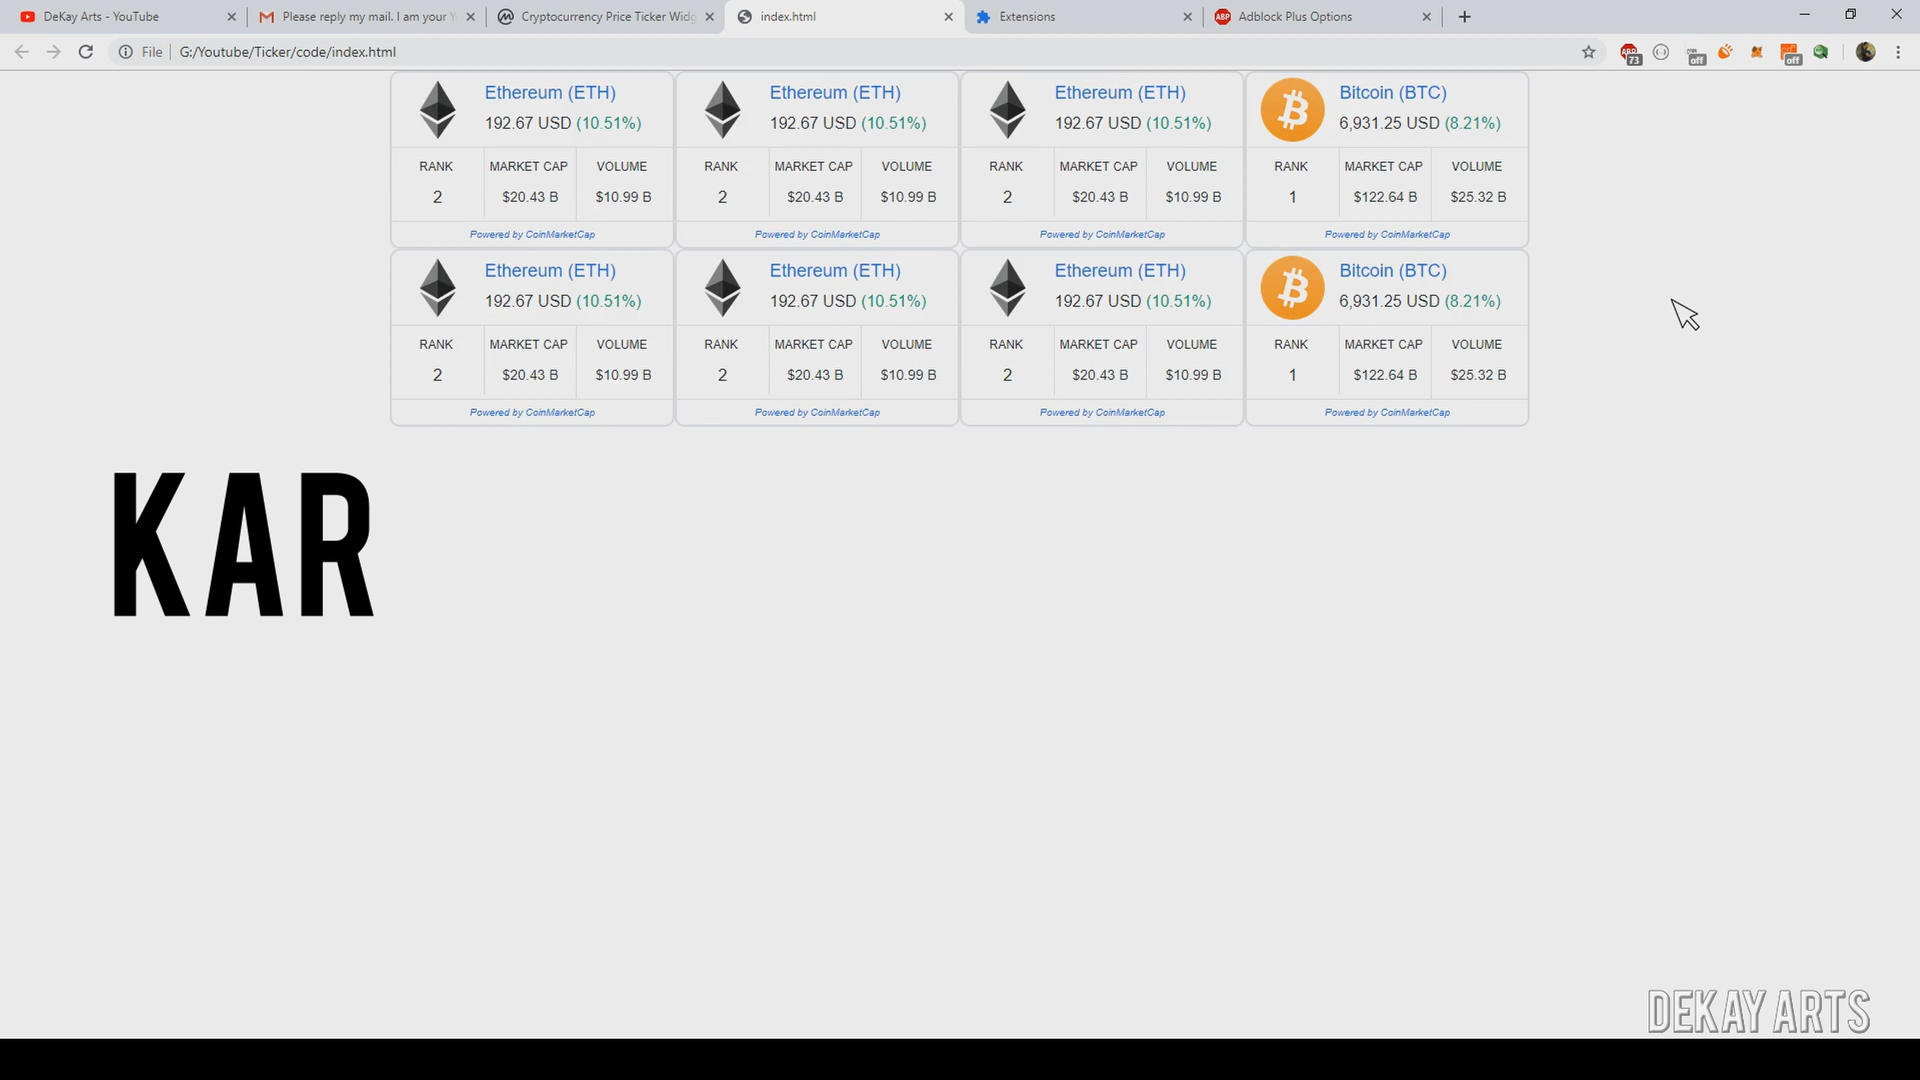 DeKay Arts - YouTube
Please reply my mail. I am your Y
Cryptocurrency Price Ticker Widg
index.html
Extensions
ABP
Adblock Plus Options
File
G:/Youtube/Ticker/code/index.html
73
off
off
Ethereum (ETH)
192.67 USD (10.51%)
RANK MARKET CAP VOLUME
2 $20.43 B $10.99 B
Powered by CoinMarketCap
Ethereum (ETH)
192.67 USD (10.51%)
RANK MARKET CAP VOLUME
2 $20.43 B $10.99 B
Powered by CoinMarketCap
Ethereum (ETH)
192.67 USD (10.51%)
RANK MARKET CAP VOLUME
2 $20.43 B $10.99 B
Powered by CoinMarketCap
Bitcoin (BTC)
6,931.25 USD (8.21%)
RANK MARKET CAP VOLUME
1 $122.64 B $25.32 B
Powered by CoinMarketCap
Ethereum (ETH)
192.67 USD (10.51%)
RANK MARKET CAP VOLUME
2 $20.43 B $10.99 B
Powered by CoinMarketCap
Ethereum (ETH)
192.67 USD (10.51%)
RANK MARKET CAP VOLUME
2 $20.43 B $10.99 B
Powered by CoinMarketCap
Ethereum (ETH)
192.67 USD (10.51%)
RANK MARKET CAP VOLUME
2 $20.43 B $10.99 B
Powered by CoinMarketCap
Bitcoin (BTC)
6,931.25 USD (8.21%)
RANK MARKET CAP VOLUME
1 $122.64 B $25.32 B
Powered by CoinMarketCap
KAR
DEKAY ARTS